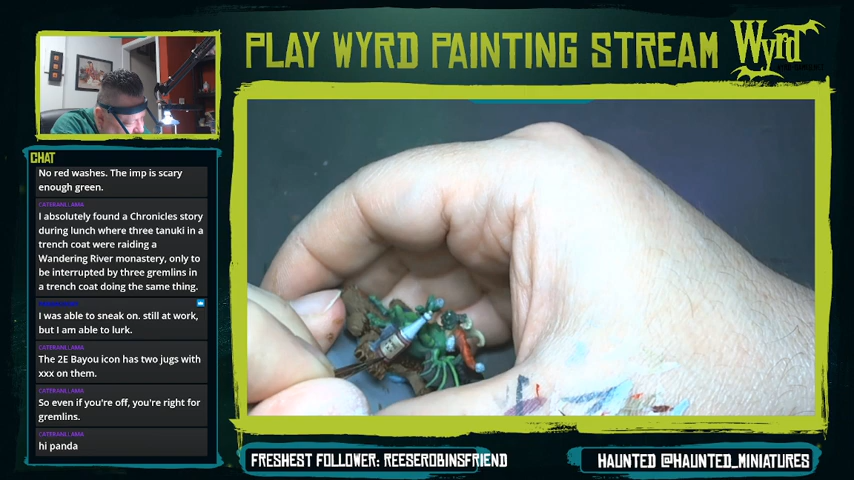 PLAY WYRD PAINTING STREAM
Wyrd
CHAT
No red washes. The imp is scary
enough green.
CATERANLLAMA
I absolutely found a Chronicles story
during lunch where three tanuki in a
trench coat were raiding a
Wandering River monastery, only to
be interrupted by three gremlins in
a trench coat doing the same thing.
I was able to sneak on. still at work,
but I am able to lurk.
CATERANLLAMA
The 2E Bayou icon has two jugs with
xxx on them.
CATERANLLAMA
So even if you're off, you're right for
gremlins.
CATERANLLAMA
hi panda
FRESHEST FOLLOWER: REESEROBINSFRIEND
HAUNTED @HAUNTED_MINIATURES